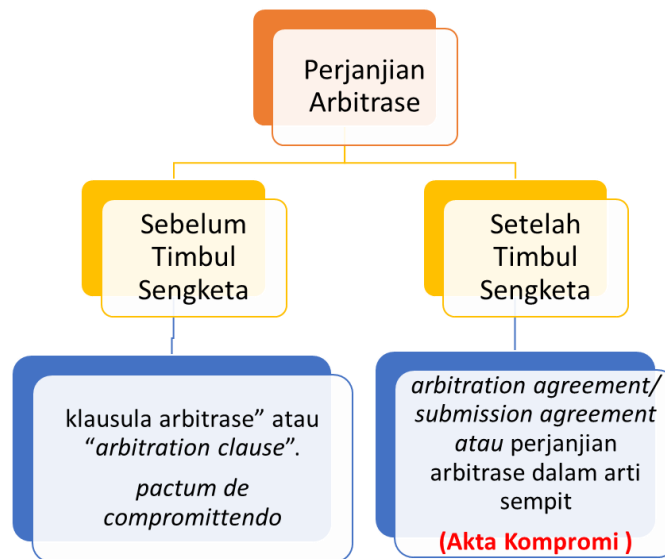 Perjanjian
Arbitrase
Sebelum
Timbul
Sengketa
Setelah
Timbul
Sengketa
klausula arbitrase” atau
“arbitration clause”.
pactum de
compromittendo
arbitration agreement/
submission agreement
atau perjanjian
arbitrase dalam arti
sempit
(Akta Kompromi )